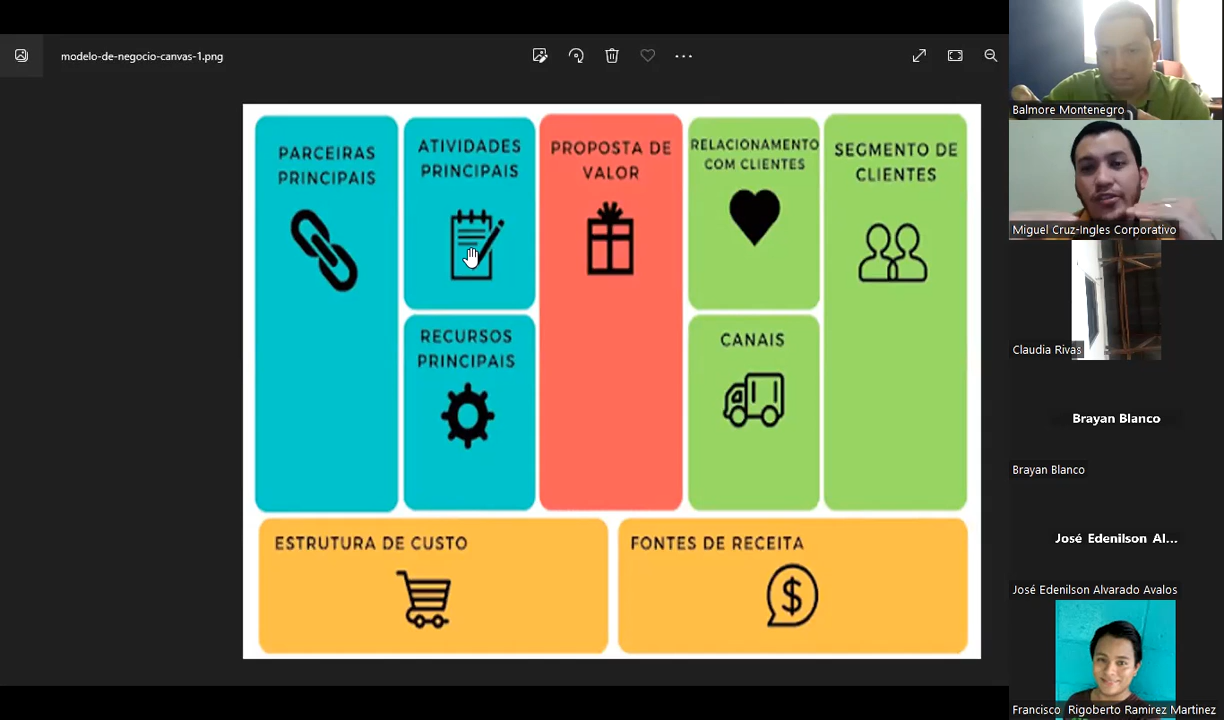 modelo-de-negocio-canvas-1.png
PARCEIRAS
PRINCIPAIS
ATIVIDADES
PRINCIPAIS
RECURSOS
PRINCIPAIS
PROPOSTA DE
VALOR
RELACIONAMENTO
COM CLIENTES
CANAIS
SEGMENTO DE
CLIENTES
ESTRUTURA DE CUSTO
FONTES DE RECEITA
$
Balmore Montenegro
Miguel Cruz-Ingles Corporativo
Claudia Rivas
Brayan Blanco
Brayan Blanco
José Edenilson Al...
José Edenilson Alvarado Avalos
Francisco Rigoberto Ramirez Martinez